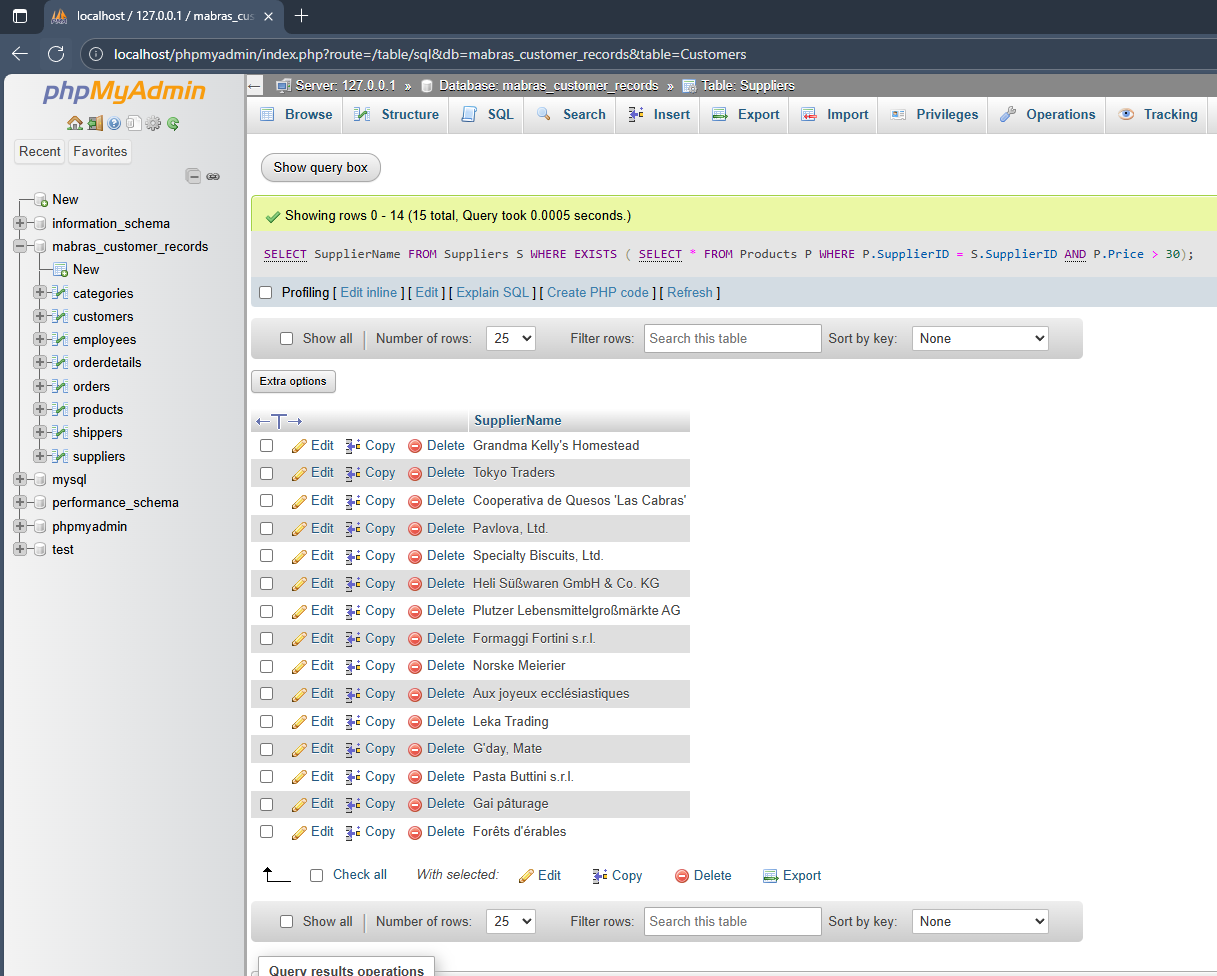 localhost / 127.0.0.1 / mabras_cus
localhost/phpmyadmin/index.php?route=/table/sql&db=mabras_customer_records&table=Customers
phpMyAdmin
Recent Favorites
New
information_schema
mabras_customer_records
New
categories
customers
employees
orderdetails
orders
products
shippers
suppliers
mysql
performance_schema
phpmyadmin
test
Server: 127.0.0.1 » Database: mabras_customer_records » Table: Suppliers
Browse Structure SQL Search Insert Export Import Privileges Operations Tracking
Show query box
Showing rows 0 - 14 (15 total, Query took 0.0005 seconds.)
SELECT SupplierName FROM Suppliers S WHERE EXISTS ( SELECT * FROM Products P WHERE P.SupplierID = S.SupplierID AND P.Price > 30);
Profiling [ Edit inline ] [ Edit ] [ Explain SQL ] [ Create PHP code ] [ Refresh ]
Show all | Number of rows: 25 Filter rows: Search this table Sort by key: None
Extra options
←T→ SupplierName
Edit Copy Delete Grandma Kelly's Homestead
Edit Copy Delete Tokyo Traders
Edit Copy Delete Cooperativa de Quesos 'Las Cabras'
Edit Copy Delete Pavlova, Ltd.
Edit Copy Delete Specialty Biscuits, Ltd.
Edit Copy Delete Heli Süßwaren GmbH & Co. KG
Edit Copy Delete Plutzer Lebensmittelgroßmärkte AG
Edit Copy Delete Formaggi Fortini s.r.l.
Edit Copy Delete Norske Meierier
Edit Copy Delete Aux joyeux ecclésiastiques
Edit Copy Delete Leka Trading
Edit Copy Delete G'day, Mate
Edit Copy Delete Pasta Buttini s.r.l.
Edit Copy Delete Gai pâturage
Edit Copy Delete Forêts d'érables
Check all With selected: Edit Copy Delete Export
Show all | Number of rows: 25 Filter rows: Search this table Sort by key: None
Query results operations